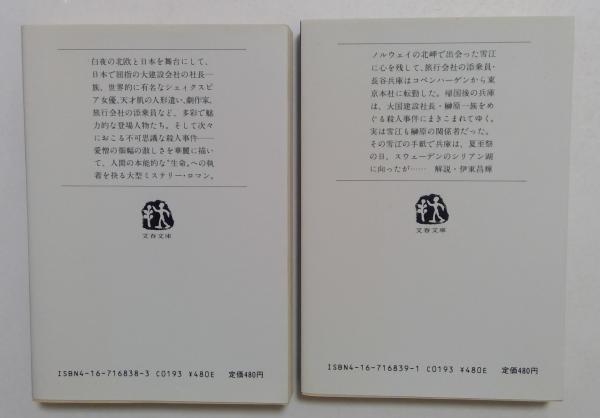 白夜の北欧と日本を舞台にして、
日本で屈指の大建設会社の社長一
族、世界的に有名なシェイクスピ
ア女優、天才肌の人形遣い、劇作家、
旅行会社の添乗員など、多彩で魅
力的な登場人物たち。そして次々
におこる不可思議な殺人事件──
愛憎の振幅の激しさを華麗に描い
て、人間の本能的な“生命„への執
着を抉る大型ミステリー・ロマン。
文春文庫
ISBN4-16-716838-3 C0193 ¥480E 定価480円
ノルウェイの北岬で出会った雪江
に心を残して、旅行会社の添乗員・
長谷兵庫はコペンハーゲンから東
京本社に転勤した。帰国後の兵庫
は、大国建設社長・榊原一族をめ
ぐる殺人事件にまきこまれてゆく。
実は雪江も榊原の関係者だった。
その雪江の手紙で兵庫は、夏至祭
の日、スウェーデンのシリアン湖
に向ったが…… 解説・伊東昌輝
文春文庫
ISBN4-16-716839-1 C0193 ¥480E 定価480円